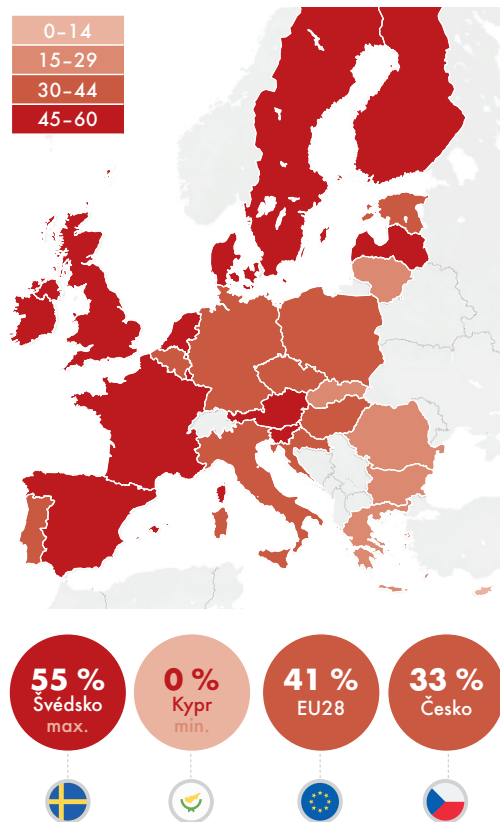 0–14
15–29
30–44
45–60
55 %
Švédsko
max.
0 %
Kypr
min.
41 %
EU28
33 %
Česko